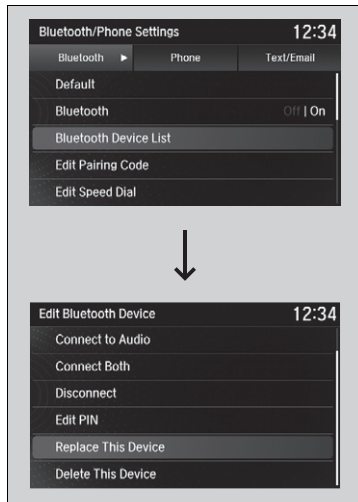 Bluetooth/Phone Settings 12:34
Bluetooth ► Phone Text/Email
Default
Bluetooth Off | On
Bluetooth Device List
Edit Pairing Code
Edit Speed Dial
Edit Bluetooth Device 12:34
Connect to Audio
Connect Both
Disconnect
Edit PIN
Replace This Device
Delete This Device